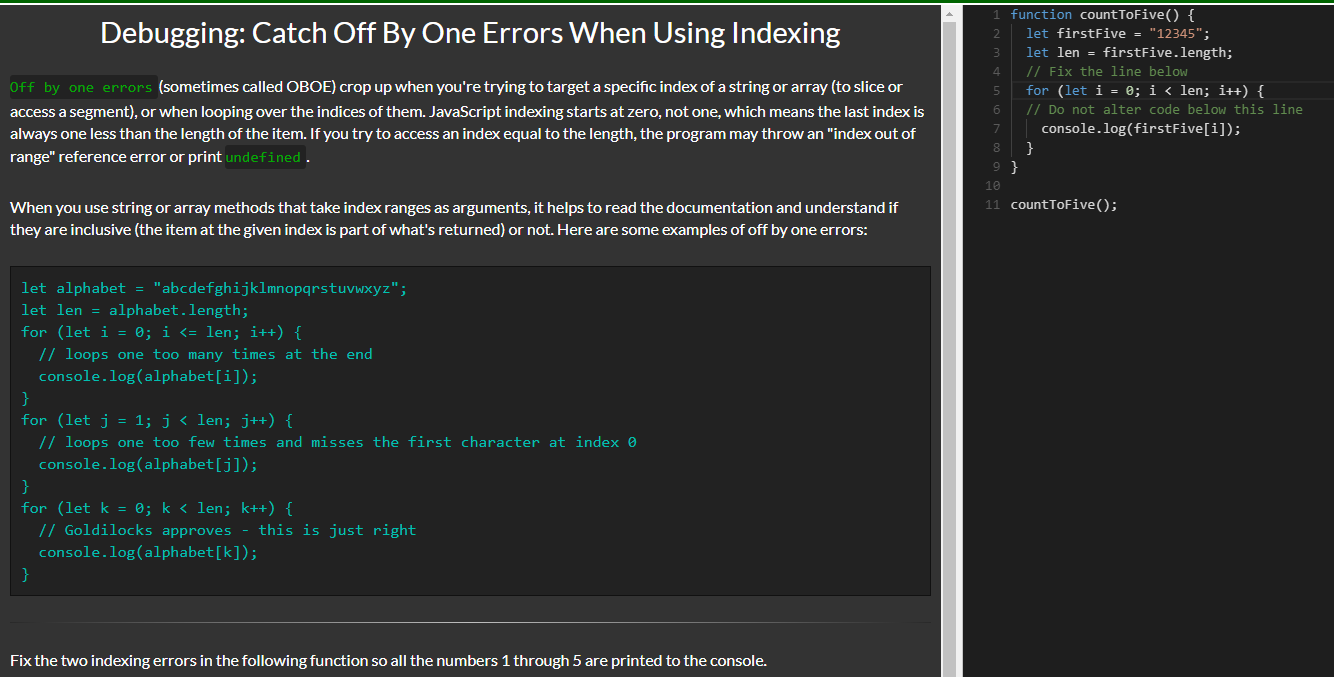 Debugging: Catch Off By One Errors When Using Indexing
Off by one errors (sometimes called OBOE) crop up when you're trying to target a specific index of a string or array (to slice or
access a segment), or when looping over the indices of them. JavaScript indexing starts at zero, not one, which means the last index is
always one less than the length of the item. If you try to access an index equal to the length, the program may throw an "index out of
range" reference error or print undefined .
When you use string or array methods that take index ranges as arguments, it helps to read the documentation and understand if
they are inclusive (the item at the given index is part of what's returned) or not. Here are some examples of off by one errors:
let alphabet = "abcdefghijklmnopqrstuvwxyz";
let len = alphabet.length;
for (let i = 0; i <= len; i++) {
  // loops one too many times at the end
  console.log(alphabet[i]);
}
for (let j = 1; j < len; j++) {
  // loops one too few times and misses the first character at index 0
  console.log(alphabet[j]);
}
for (let k = 0; k < len; k++) {
  // Goldilocks approves - this is just right
  console.log(alphabet[k]);
}
Fix the two indexing errors in the following function so all the numbers 1 through 5 are printed to the console.
1 function countToFive() {
2   let firstFive = "12345";
3   let len = firstFive.length;
4   // Fix the line below
5   for (let i = 0; i < len; i++) {
6   // Do not alter code below this line
7     console.log(firstFive[i]);
8   }
9 }
10
11 countToFive();